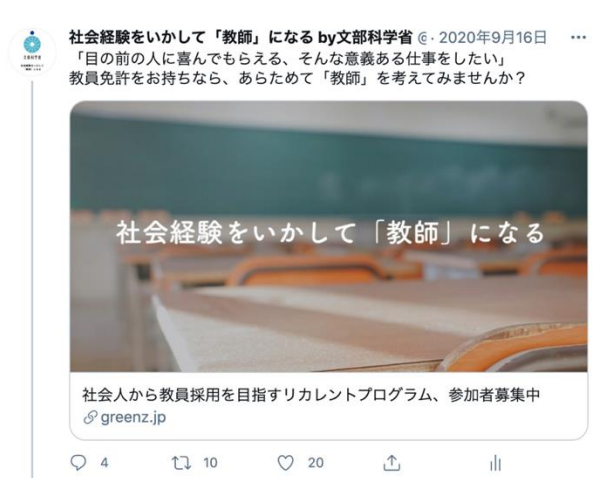 社会経験をいかして「教師」になる by文部科学省 @ · 2020年9月16日
「目の前の人に喜んでもらえる、そんな意義ある仕事をしたい」
教員免許をお持ちなら、あらためて「教師」を考えてみませんか？
社会経験をいかして「教師」になる
社会人から教員採用を目指すリカレントプログラム、参加者募集中
greenz.jp
4 10 20